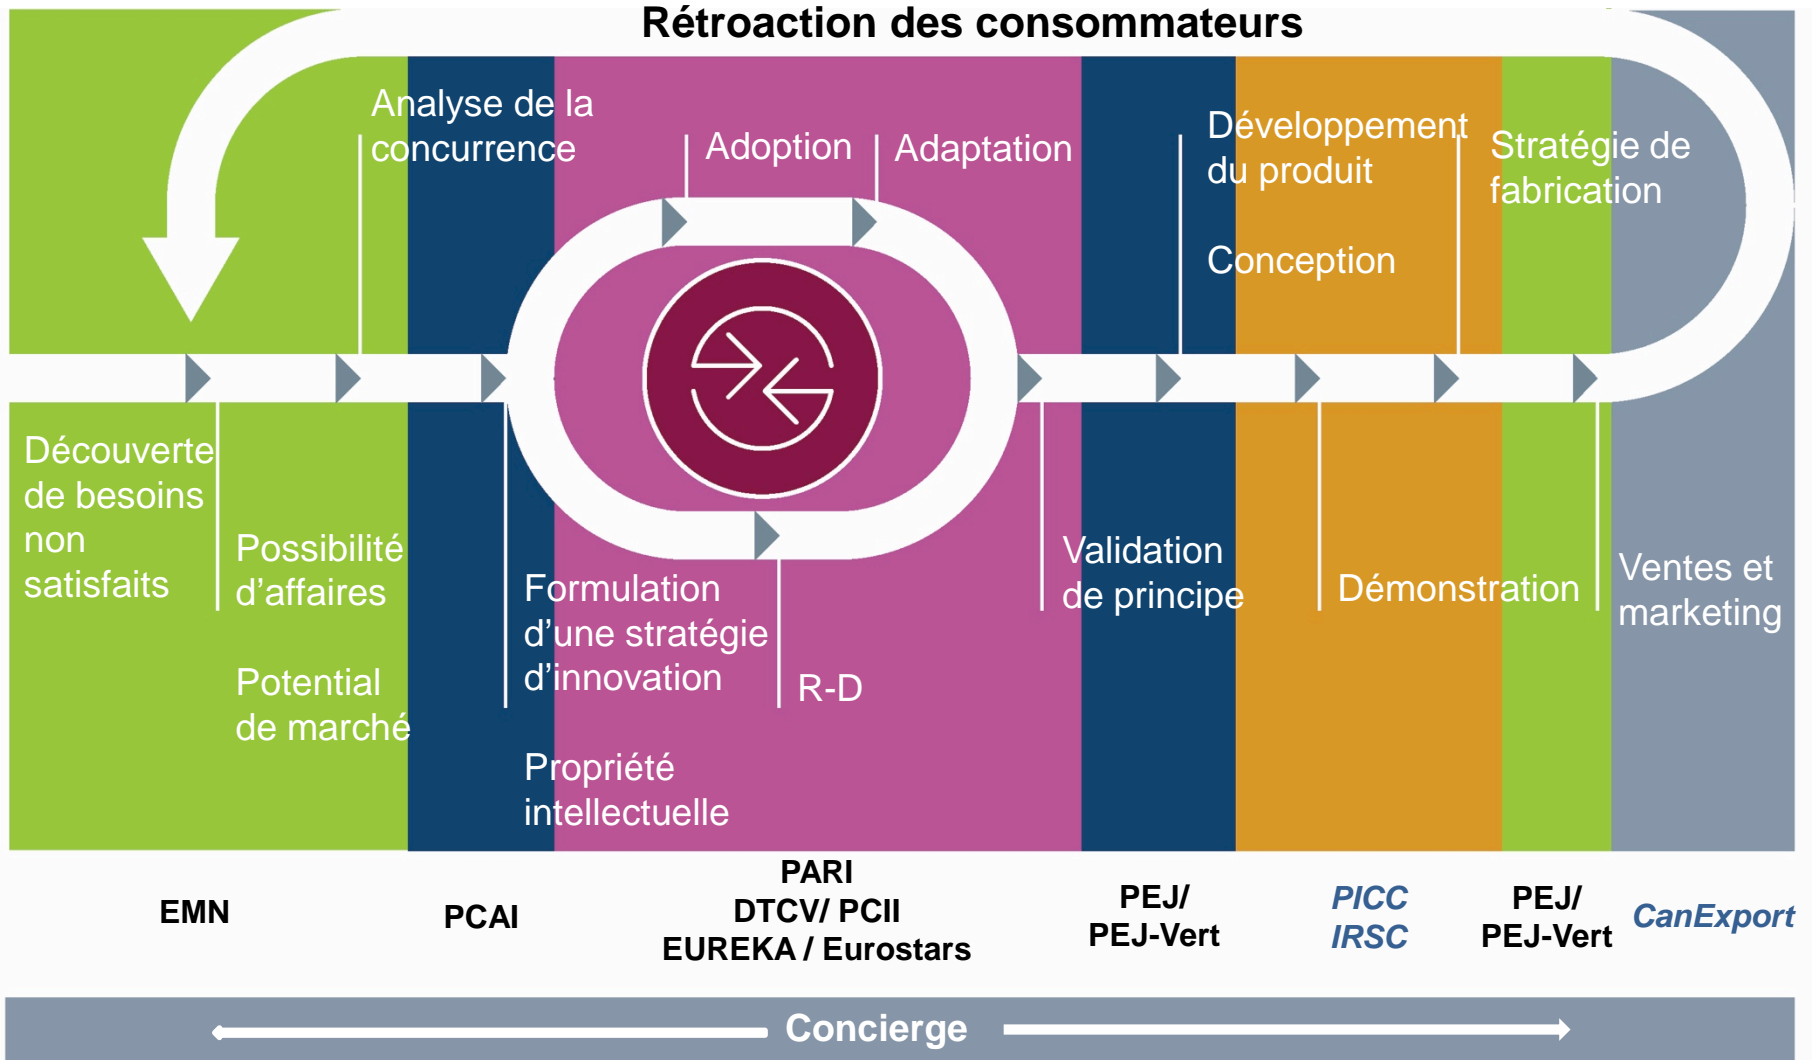 Rétroaction des consommateurs
Analyse de la
concurrence
Adoption
Adaptation
Développement
du produit
Conception
Stratégie de
fabrication
Découverte
de besoins
non
satisfaits
Possibilité
d’affaires
Potential
de marché
Formulation
d’une stratégie
d’innovation
Propriété
intellectuelle
R-D
Validation
de principe
Démonstration
Ventes et
marketing
EMN
PCAI
PARI
DTCV/ PCII
EUREKA / Eurostars
PEJ/
PEJ-Vert
PICC
IRSC
PEJ/
PEJ-Vert
CanExport
Concierge